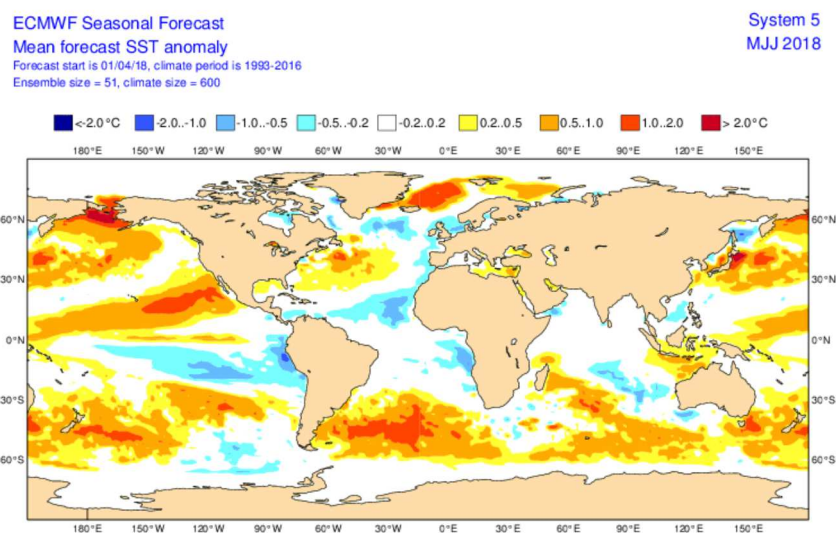 ECMWF Seasonal Forecast
System 5
Mean forecast SST anomaly
MJJ 2018
Forecast start is 01/04/18, climate period is 1993-2016
Ensemble size = 51, climate size = 600
<-2.0°C -2.0..-1.0 -1.0..-0.5 -0.5..-0.2 -0.2..0.2 0.2..0.5 0.5..1.0 1.0..2.0 > 2.0°C
180°E 150°W 120°W 90°W 60°W 30°W 0°E 30°E 60°E 90°E 120°E 150°E
60°N 60°N
30°N 30°N
0°N 0°N
30°S 30°S
60°S 60°S
180°E 150°W 120°W 90°W 60°W 30°W 0°E 30°E 60°E 90°E 120°E 150°E